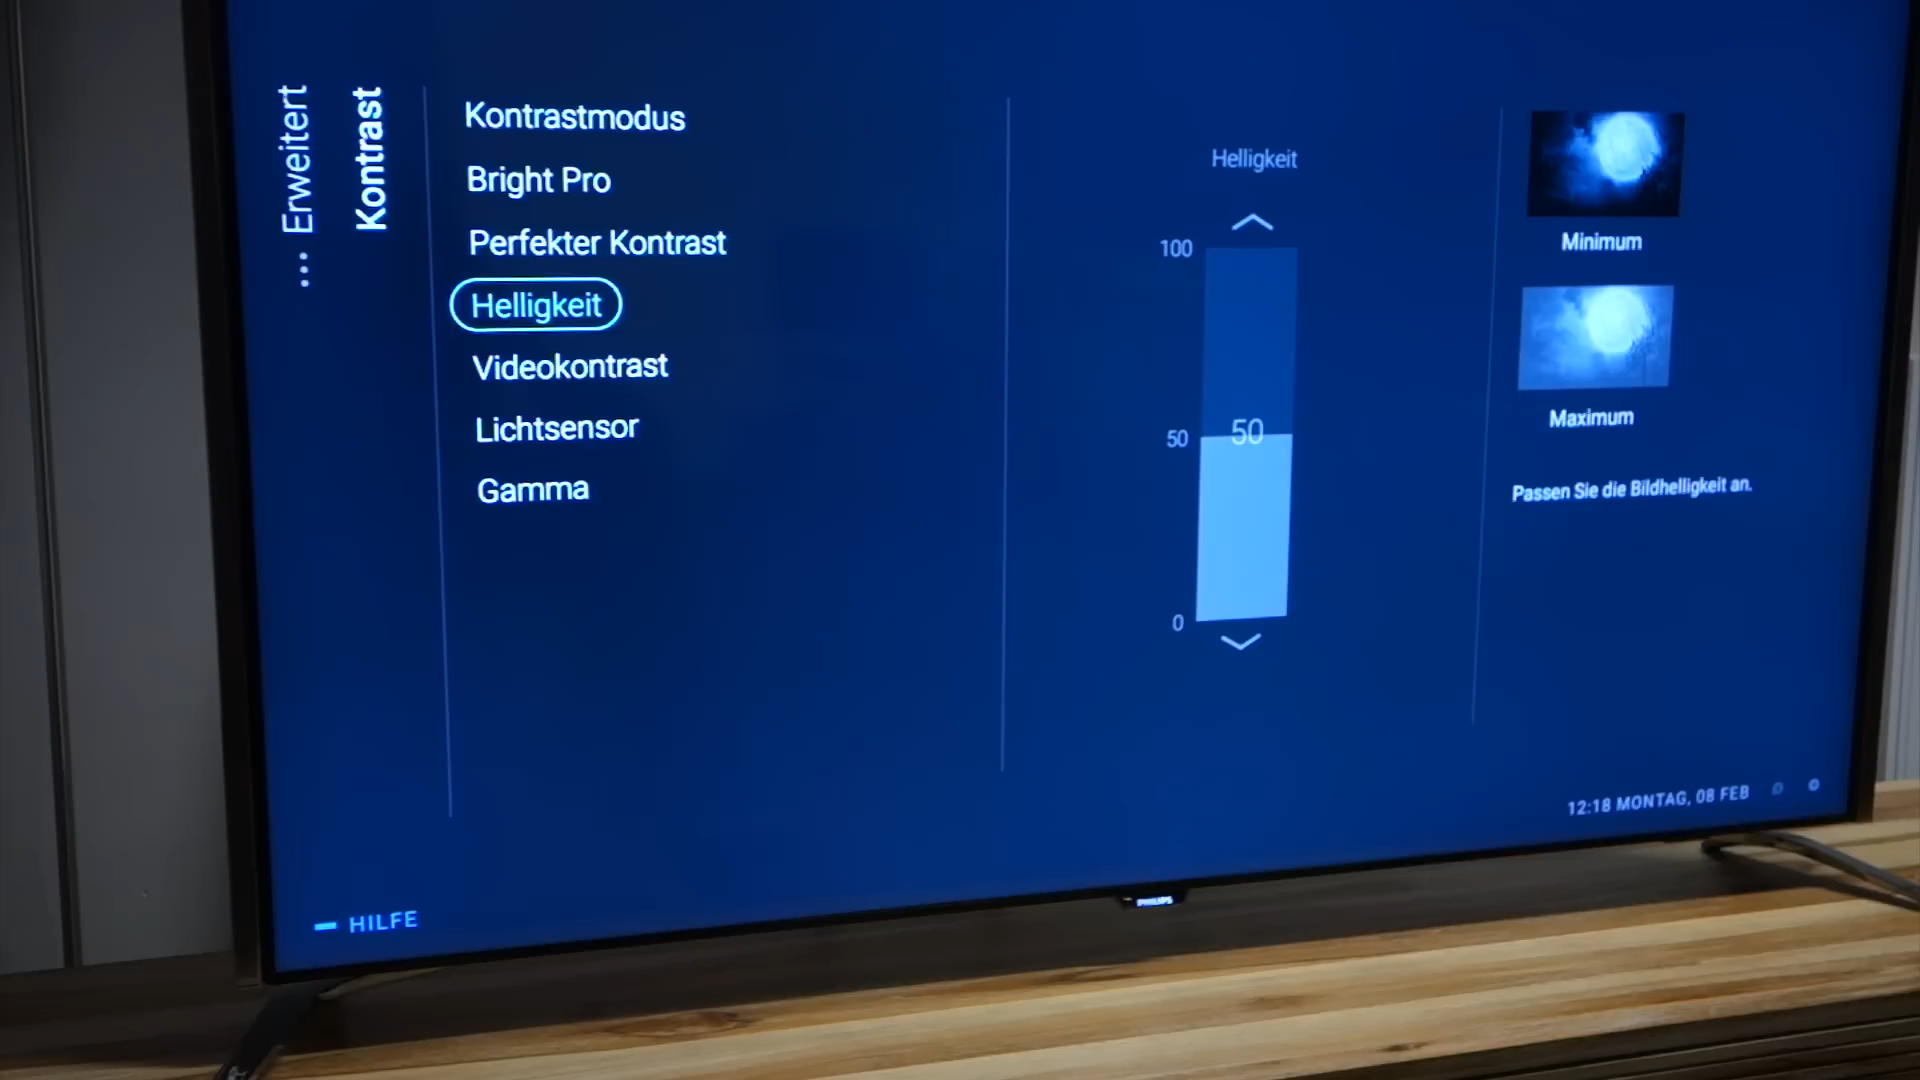 ... Erweitert
Kontrast
Kontrastmodus
Bright Pro
Perfekter Kontrast
Helligkeit
Videokontrast
Lichtsensor
Gamma
Helligkeit
100
50
50
0
Minimum
Maximum
Passen Sie die Bildhelligkeit an.
12:18 MONTAG, 08 FEB
HILFE
PHILIPS